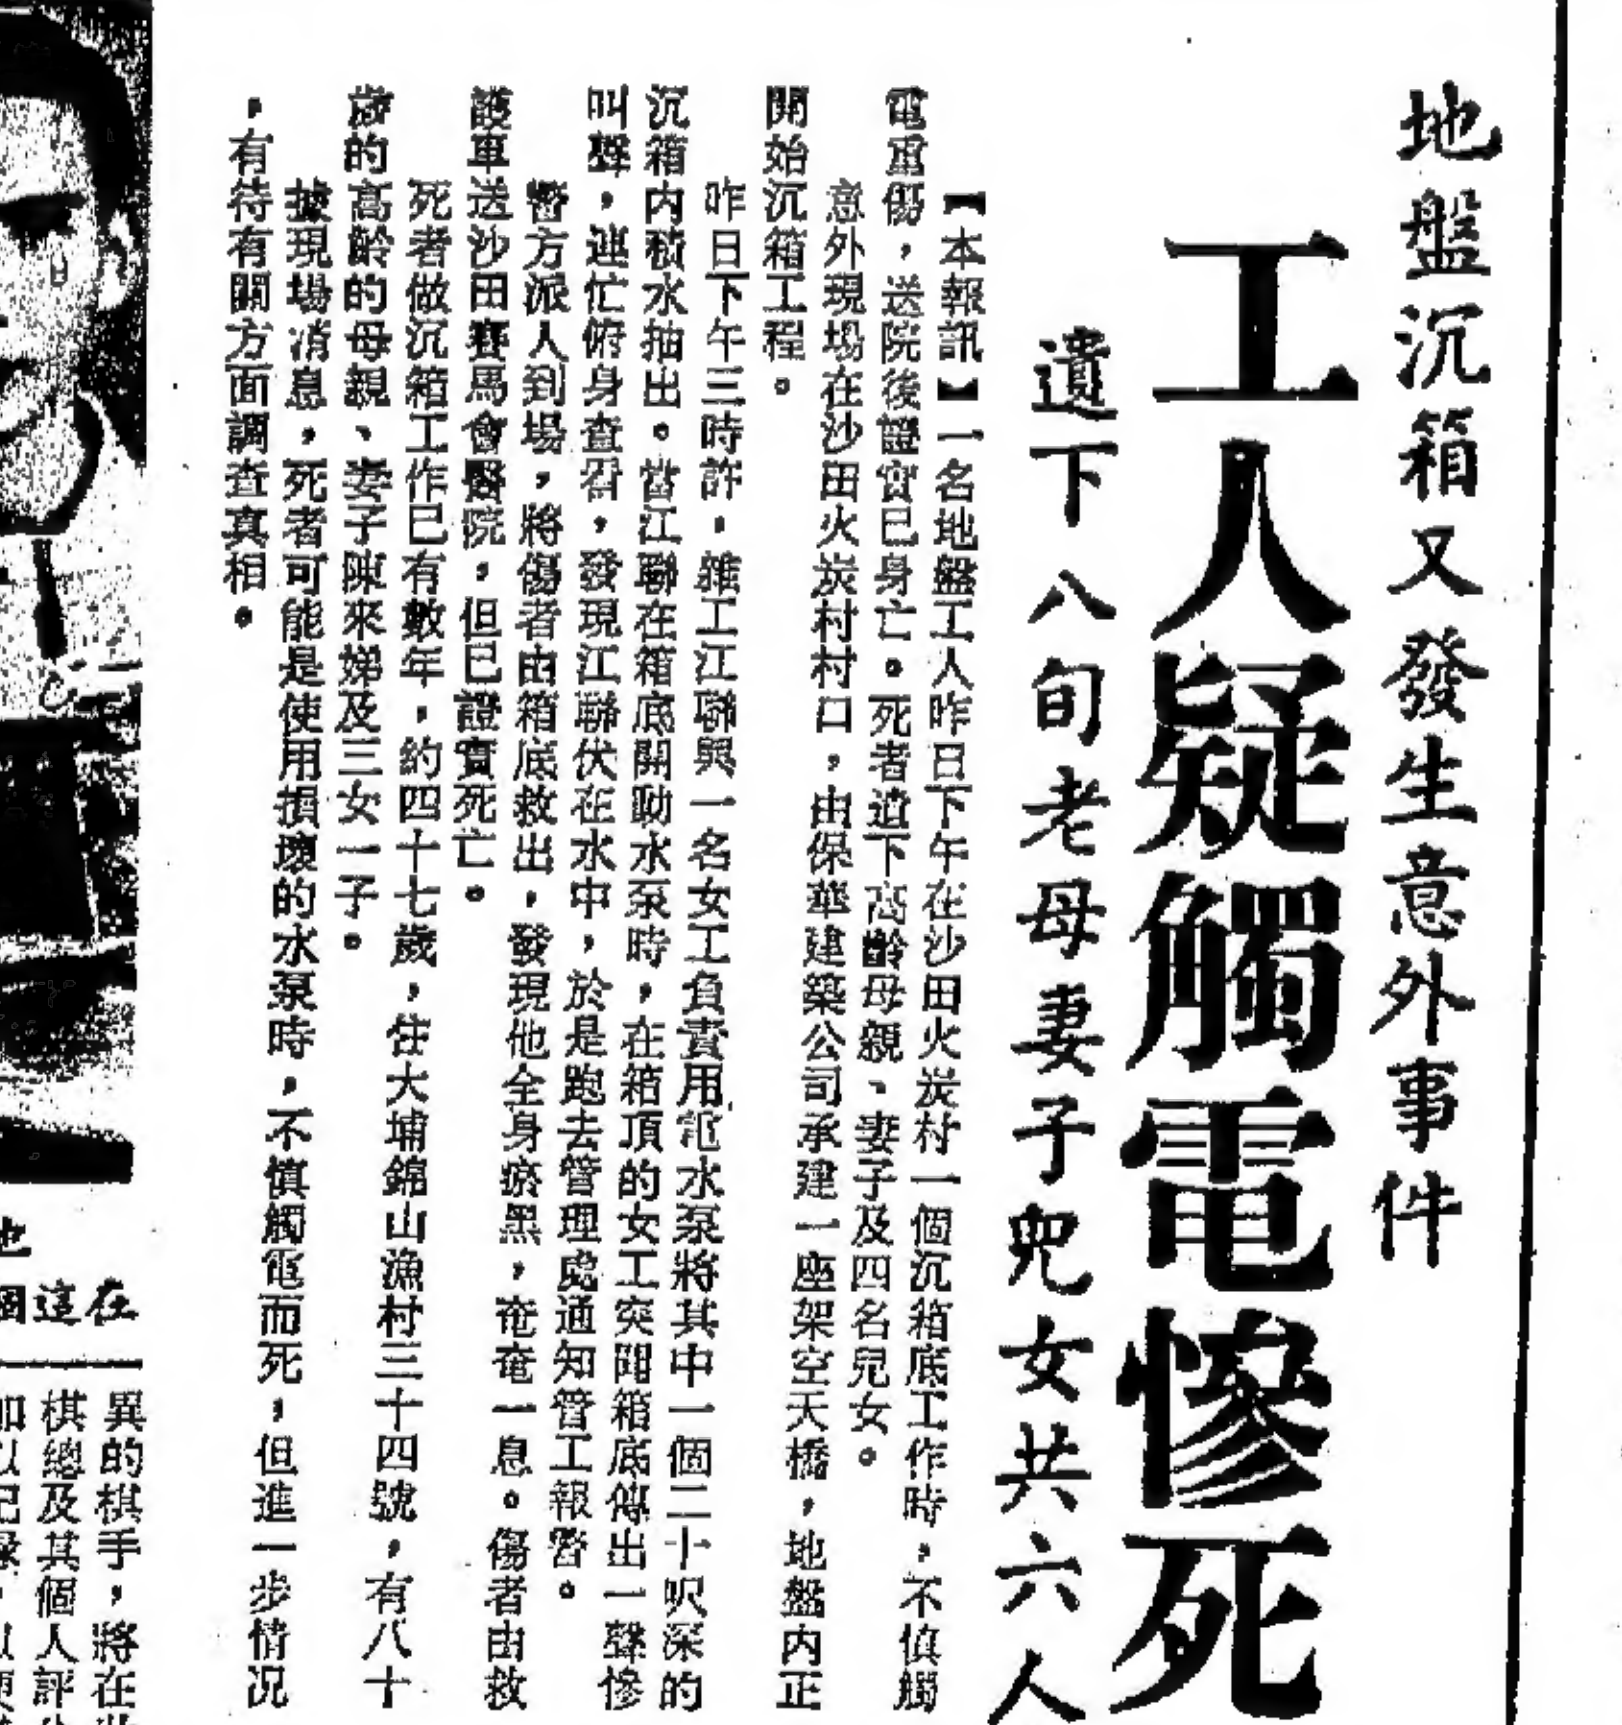 地盤沉箱又發生意外事件
工人疑觸電慘死
遺下八旬老母妻子兒女共六人
【本報訊】一名地盤工人昨日下午在沙田火炭村一個沉箱底工作時，不慎觸
電重傷，送院後證實已身亡。死者遺下高齡母親、妻子及四名兒女。
意外現場在沙田火炭村村口，由保華建築公司承建一座架空天橋，地盤內正
開始沉箱工程。
昨日下午三時許，雜工江聯與一名女工負責用電水泵將其中一個二十呎深的
沉箱內積水抽出。當江聯在箱底開動水泵時，在箱頂的女工突聞箱底傳出一聲慘
叫聲，連忙俯身查看，發現江聯伏在水中，於是跑去管理處通知管工報警。
警方派人到場，將傷者由箱底救出，發現他全身瘀黑，奄奄一息。傷者由救
護車送沙田賽馬會醫院，但已證實死亡。
死者做沉箱工作已有數年，約四十七歲，住大埔錦山漁村三十四號，有八十
歲的高齡的母親、妻子陳來娣及三女一子。
據現場消息，死者可能是使用損壞的水泵時，不慎觸電而死，但進一步情況
，有待有關方面調查真相。
在這個
異的棋手，將在
棋總及其個人評